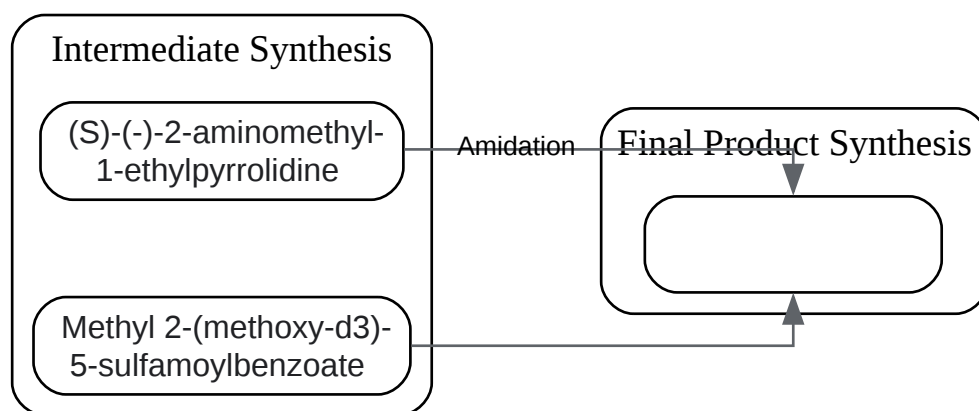 Intermediate Synthesis
(S)-(-)-2-aminomethyl-
1-ethylpyrrolidine
Amidation
Final Product Synthesis
Methyl 2-(methoxy-d3)-
5-sulfamoylbenzoate